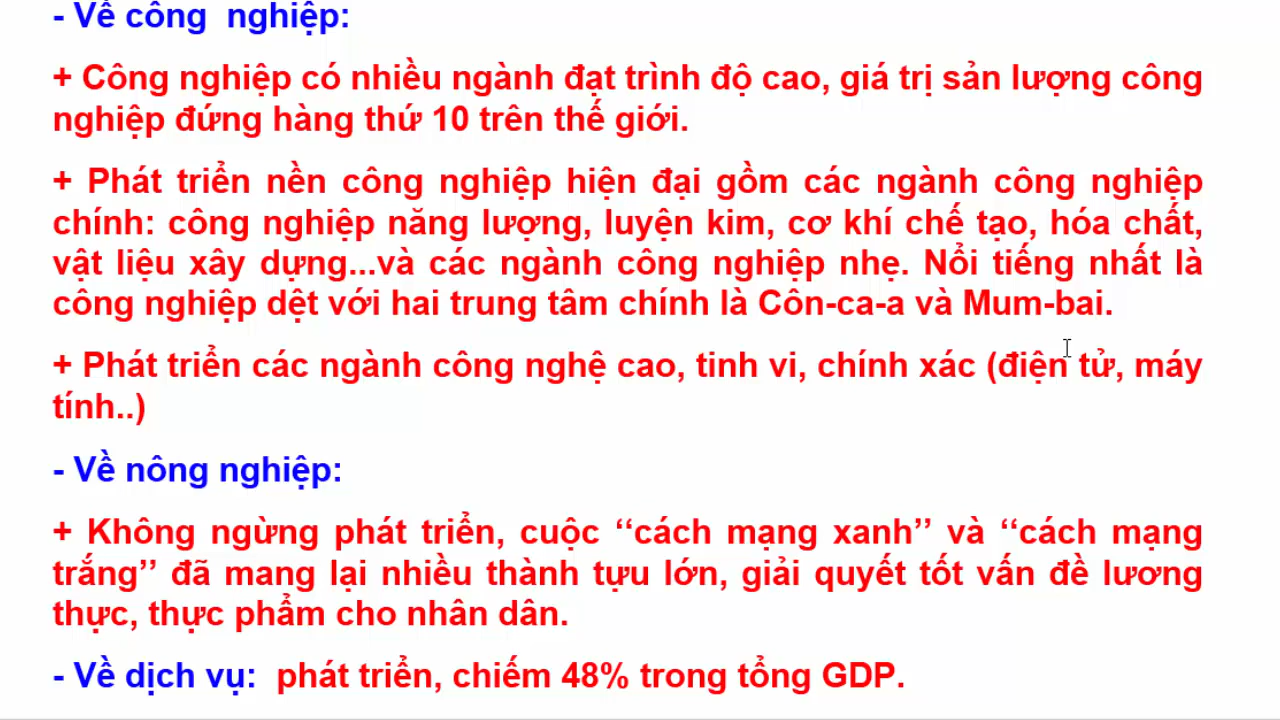 - Về công nghiệp:
+ Công nghiệp có nhiều ngành đạt trình độ cao, giá trị sản lượng công
nghiệp đứng hàng thứ 10 trên thế giới.
+ Phát triển nền công nghiệp hiện đại gồm các ngành công nghiệp
chính: công nghiệp năng lượng, luyện kim, cơ khí chế tạo, hóa chất,
vật liệu xây dựng...và các ngành công nghiệp nhẹ. Nổi tiếng nhất là
công nghiệp dệt với hai trung tâm chính là Côn-ca-a và Mum-bai.
+ Phát triển các ngành công nghệ cao, tinh vi, chính xác (điện tử, máy
tính..)
- Về nông nghiệp:
+ Không ngừng phát triển, cuộc ‘‘cách mạng xanh’’ và ‘‘cách mạng
trắng’’ đã mang lại nhiều thành tựu lớn, giải quyết tốt vấn đề lương
thực, thực phẩm cho nhân dân.
- Về dịch vụ: phát triển, chiếm 48% trong tổng GDP.